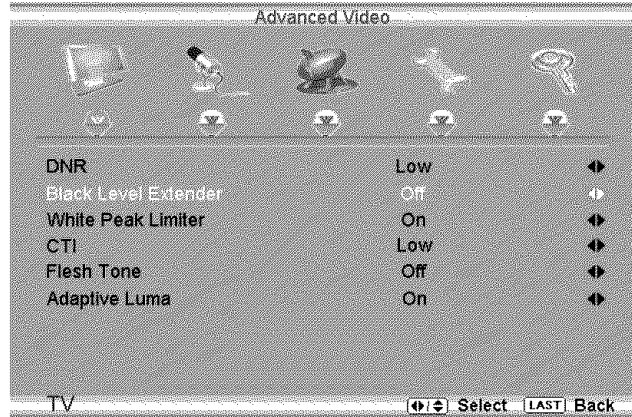 Advanced Video
DNR Low
Black Level Extender Off
White Peak Limiter On
CTI Low
Flesh Tone Off
Adaptive Luma On
TV Select LAST Back